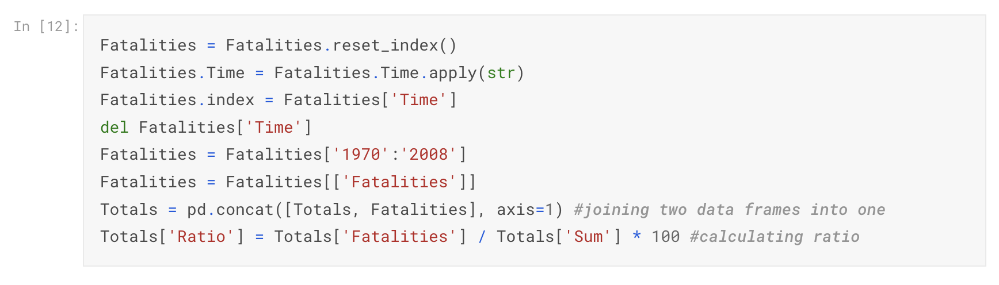 In [12]:
Fatalities = Fatalities.reset_index()
Fatalities.Time = Fatalities.Time.apply(str)
Fatalities.index = Fatalities['Time']
del Fatalities['Time']
Fatalities = Fatalities['1970':'2008']
Fatalities = Fatalities[['Fatalities']]
Totals = pd.concat([Totals, Fatalities], axis=1) #joining two data frames into one
Totals['Ratio'] = Totals['Fatalities'] / Totals['Sum'] * 100 #calculating ratio